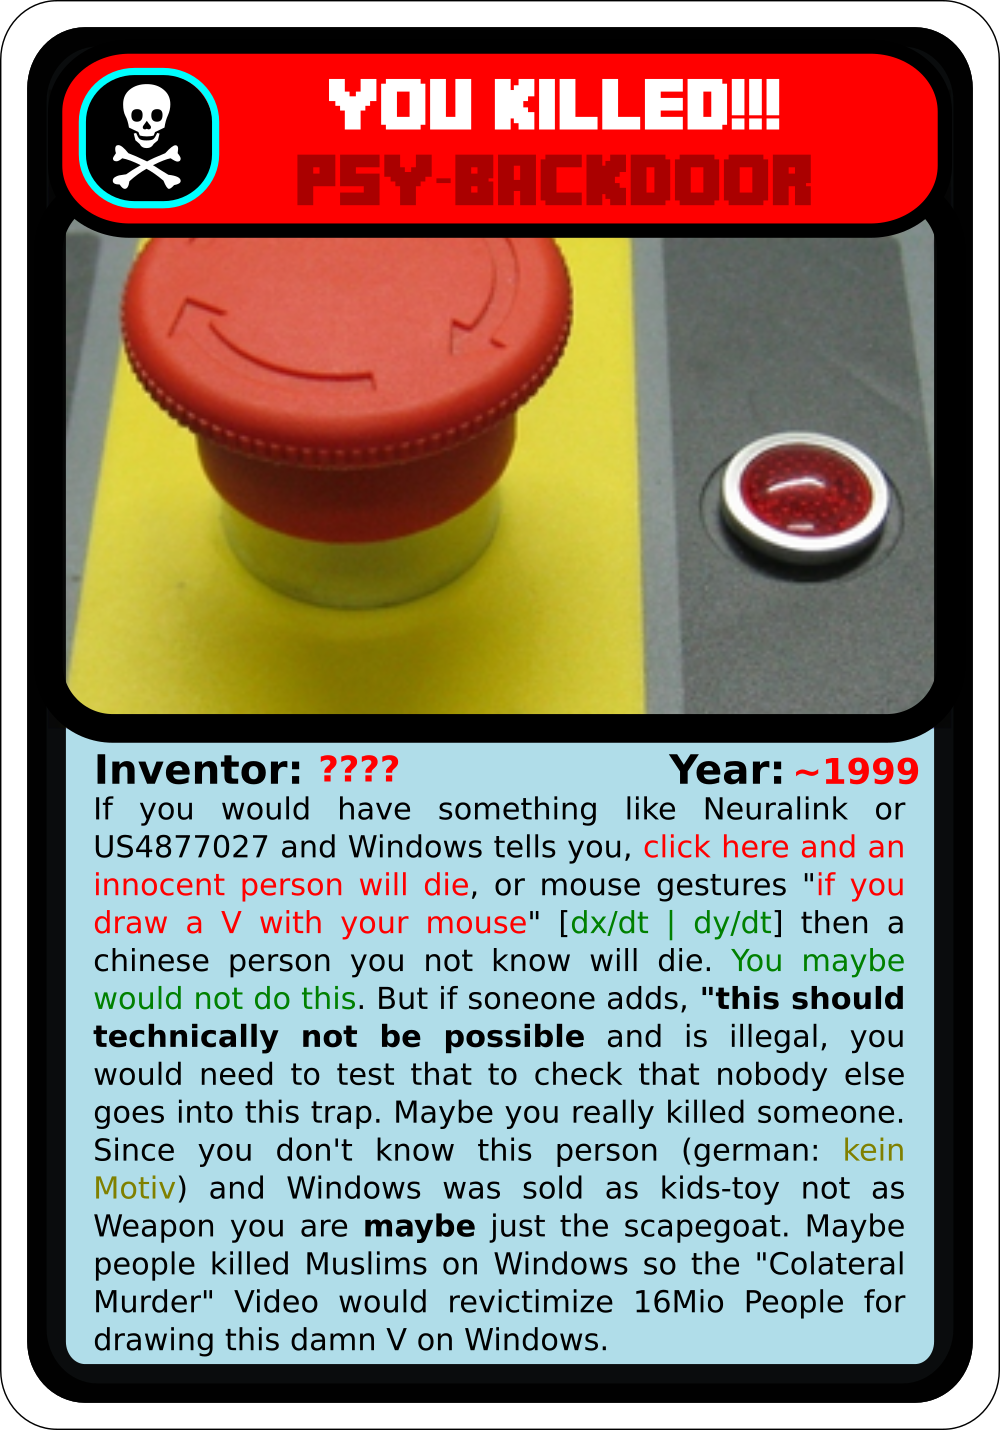 YOU KILLED!!!
PSY-BACKDOOR
Inventor: ???? Year: ~1999
If you would have something like Neuralink or
US4877027 and Windows tells you, click here and an
innocent person will die, or mouse gestures "if you
draw a V with your mouse" [dx/dt | dy/dt] then a
chinese person you not know will die. You maybe
would not do this. But if soneone adds, "this should
technically not be possible and is illegal, you
would need to test that to check that nobody else
goes into this trap. Maybe you really killed someone.
Since you don't know this person (german: kein
Motiv) and Windows was sold as kids-toy not as
Weapon you are maybe just the scapegoat. Maybe
people killed Muslims on Windows so the "Colateral
Murder" Video would revictimize 16Mio People for
drawing this damn V on Windows.